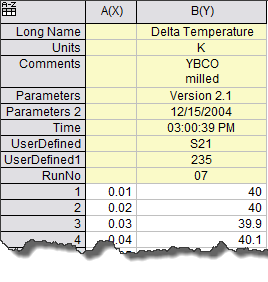 A-Z A(X) B(Y)
Long Name Delta Temperature
Units K
Comments YBCO
milled
Parameters Version 2.1
Parameters 2 12/15/2004
Time 03:00:39 PM
UserDefined S21
UserDefined1 235
RunNo 07
1 0.01 40
2 0.02 40
3 0.03 39.9
4 0.04 40.1